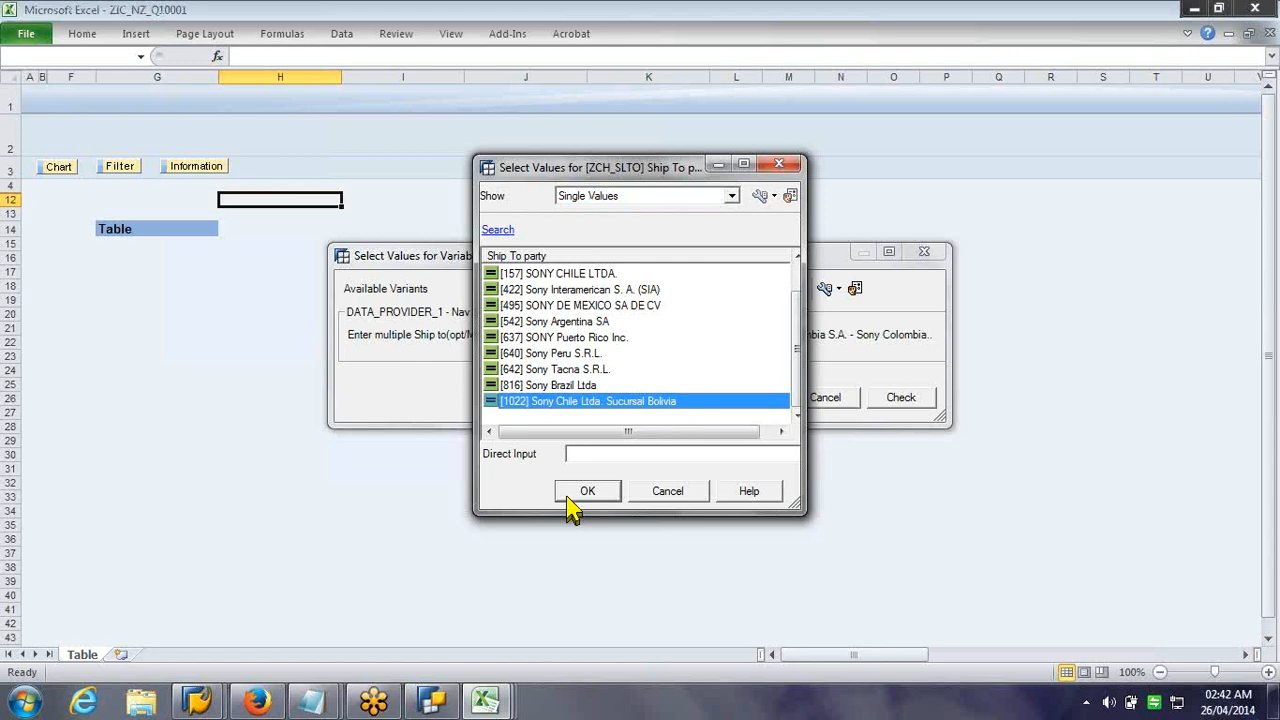 Microsoft Excel - ZIC_NZ_Q10001
File Home Insert Page Layout Formulas Data Review View Add-Ins Acrobat
fx
A B F G H I J K L M N O P Q R S T U
1
2
3
4
12
13
14
15
16
17
18
19
20
21
22
23
24
25
26
27
28
29
30
31
32
33
34
35
36
37
38
39
40
41
42
43
Chart Filter Information
Table
Select Values for Variab
Available Variants
DATA_PROVIDER_1 - Nav
Enter multiple Ship to(opt/M
bia S.A. - Sony Colombia..
Cancel Check
Select Values for [ZCH_SLTO] Ship To p...
Show Single Values
Search
Ship To party
[157] SONY CHILE LTDA.
[422] Sony Interamerican S. A. (SIA)
[495] SONY DE MEXICO SA DE CV
[542] Sony Argentina SA
[637] SONY Puerto Rico Inc.
[640] Sony Peru S.R.L.
[642] Sony Tacna S.R.L.
[816] Sony Brazil Ltda
[1022] Sony Chile Ltda. Sucursal Bolivia
Direct Input
OK Cancel Help
Table
Ready
100%
02:42 AM
26/04/2014